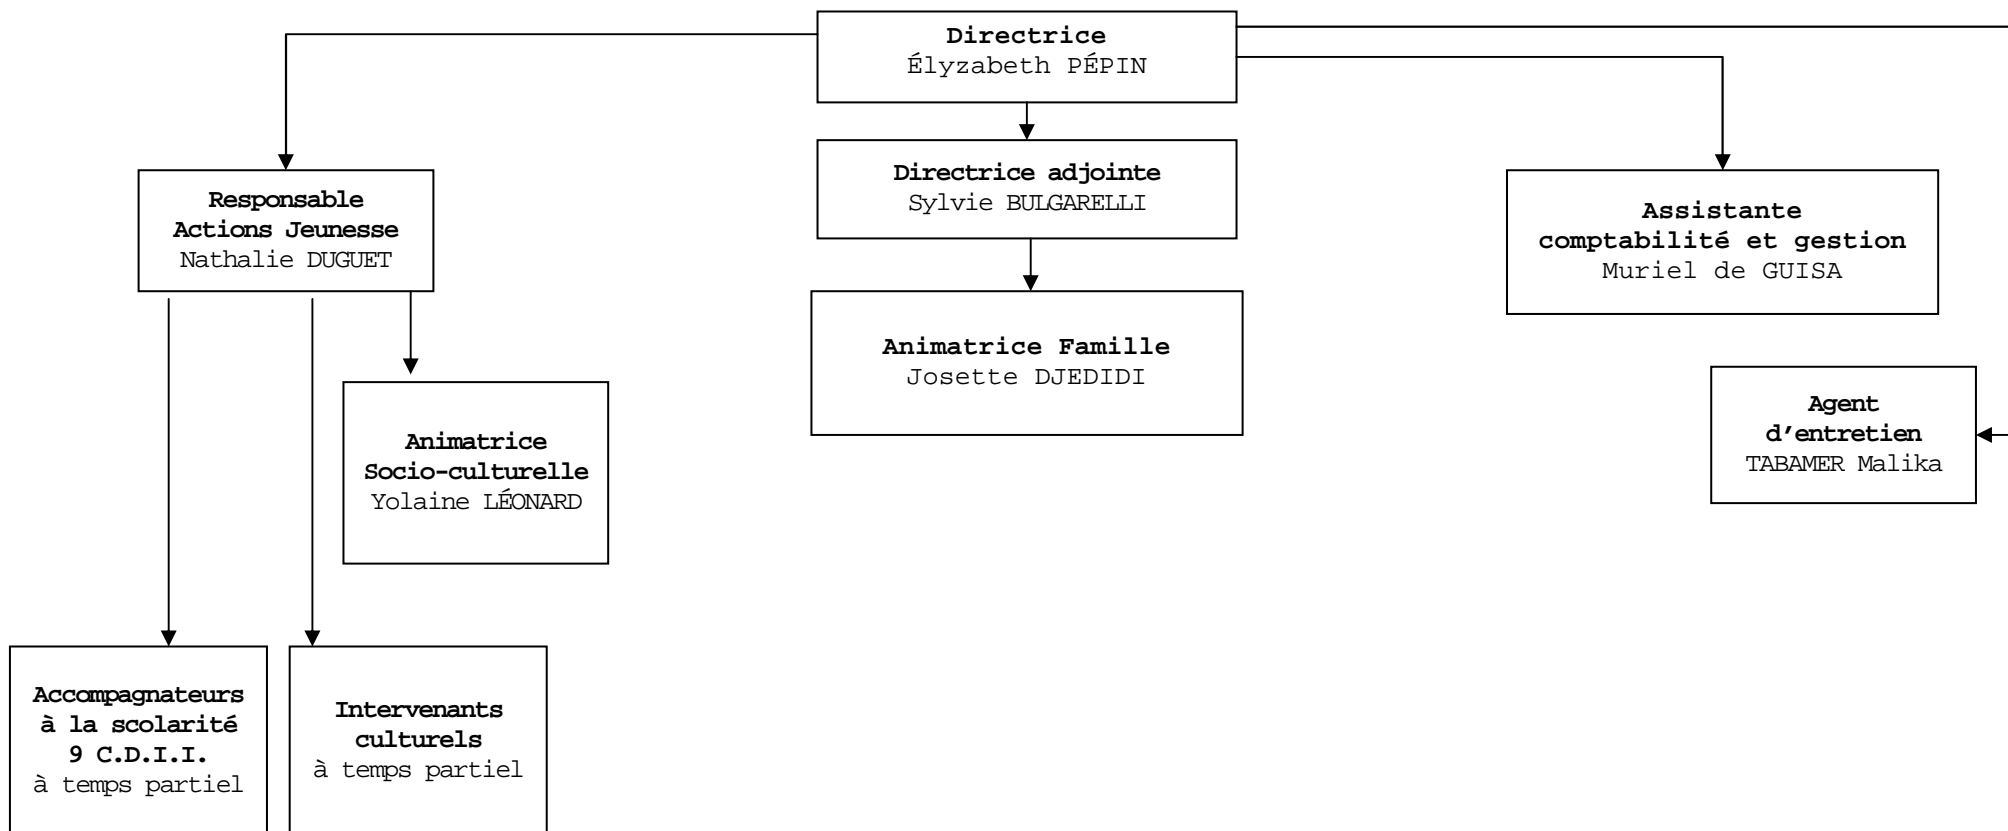 Directrice
Élyzabeth PÉPIN
Directrice adjointe
Sylvie BULGARELLI
Responsable
Actions Jeunesse
Nathalie DUGUET
Assistante
comptabilité et gestion
Muriel de GUISA
Animatrice Famille
Josette DJEDIDI
Agent
d’entretien
TABAMER Malika
Animatrice
Socio-culturelle
Yolaine LÉONARD
Accompagnateurs
à la scolarité
9 C.D.I.I.
à temps partiel
Intervenants
culturels
à temps partiel